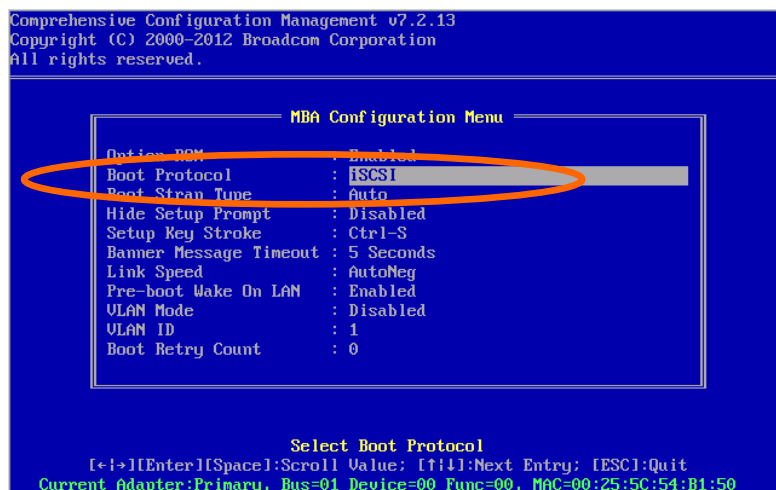 Comprehensive Configuration Management v7.2.13
Copyright (C) 2000-2012 Broadcom Corporation
All rights reserved.
MBA Configuration Menu
Option ROM : Enabled
Boot Protocol : iSCSI
Boot Strap Type : Auto
Hide Setup Prompt : Disabled
Setup Key Stroke : Ctrl-S
Banner Message Timeout : 5 Seconds
Link Speed : AutoNeg
Pre-boot Wake On LAN : Enabled
VLAN Mode : Disabled
VLAN ID : 1
Boot Retry Count : 0
Select Boot Protocol
[←|→][Enter][Space]:Scroll Value; [↑|↓]:Next Entry; [ESC]:Quit
Current Adapter:Primary, Bus=01 Device=00 Func=00, MAC=00:25:5C:54:B1:50